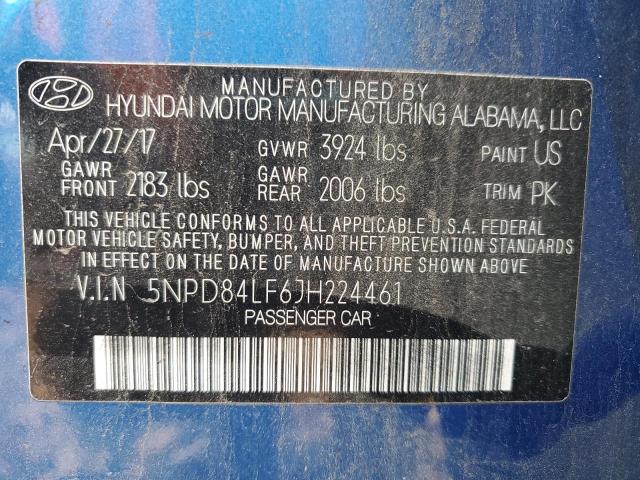 MANUFACTURED BY
HYUNDAI MOTOR MANUFACTURING ALABAMA, LLC
Apr/27/17 GVWR 3924 lbs PAINT US
GAWR FRONT 2183 lbs GAWR REAR 2006 lbs TRIM PK
THIS VEHICLE CONFORMS TO ALL APPLICABLE U.S.A. FEDERAL
MOTOR VEHICLE SAFETY, BUMPER, AND THEFT PREVENTION STANDARDS
IN EFFECT ON THE DATE OF MANUFACTURE SHOWN ABOVE.
V.I.N 5NPD84LF6JH224461
PASSENGER CAR